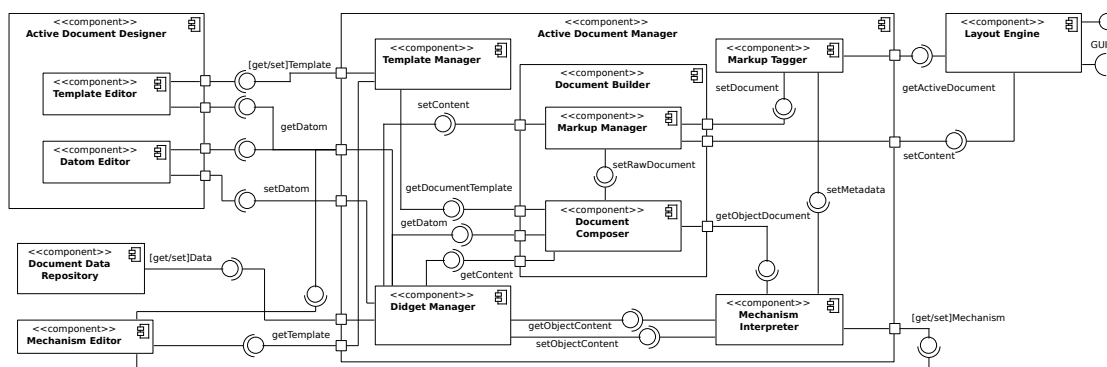 <<component>>
Active Document Designer
<<component>>
Template Editor
<<component>>
Datom Editor
[get/set]Template
getDatom
setDatom
<<component>>
Active Document Manager
<<component>>
Template Manager
<<component>>
Document Builder
<<component>>
Markup Tagger
<<component>>
Layout Engine
GUI
getActiveDocument
setContent
setDocument
<<component>>
Markup Manager
setContent
setRawDocument
getDocumentTemplate
<<component>>
Document
Composer
setMetadata
getObjectDocument
getDatom
getContent
<<component>>
Document Data
Repository
[get/set]Data
<<component>>
Didget Manager
<<component>>
Mechanism
Interpreter
getObjectContent
setObjectContent
[get/set]Mechanism
<<component>>
Mechanism Editor
getTemplate